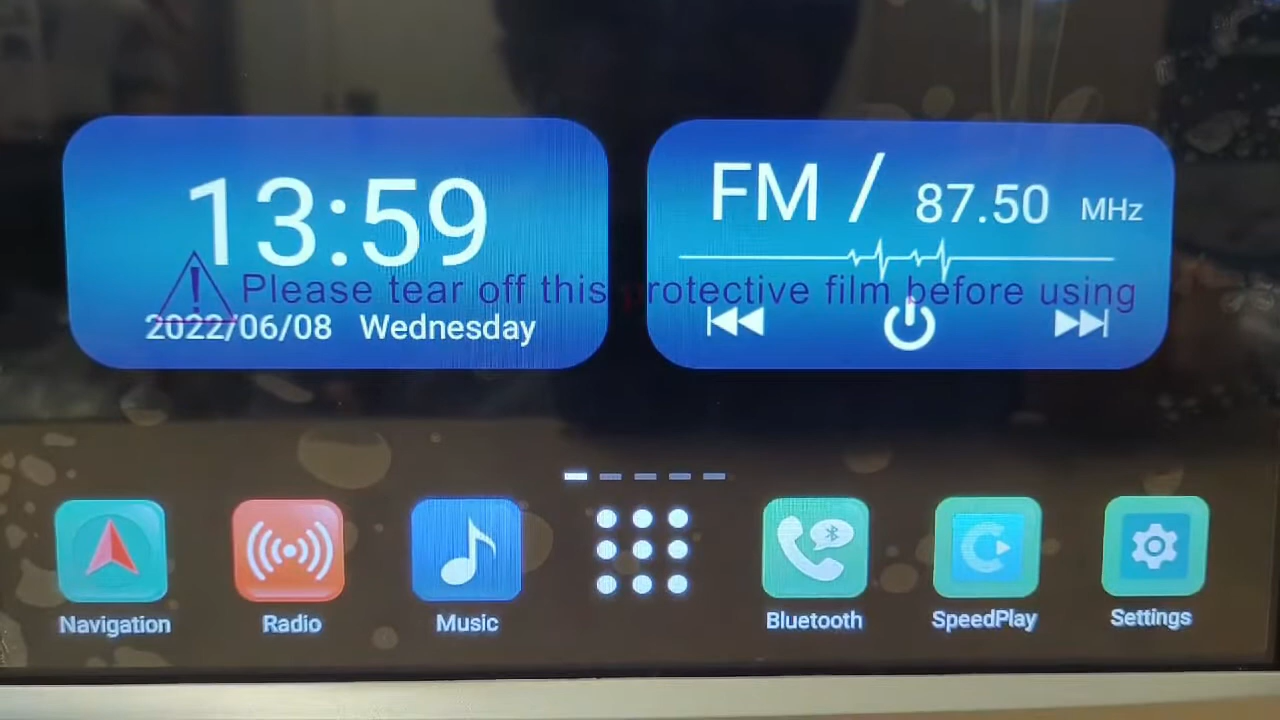 13:59
FM / 87.50 MHz
Please tear off this protective film before using
2022/06/08 Wednesday
Navigation
Radio
Music
Bluetooth
SpeedPlay
Settings